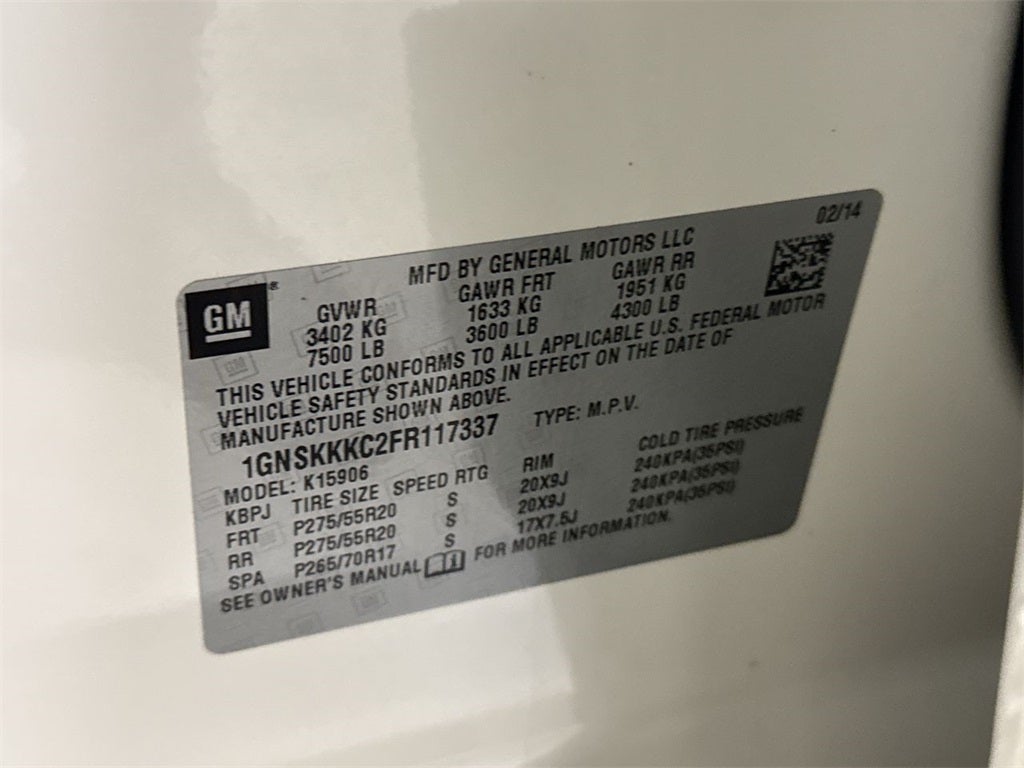 02/14
MFD BY GENERAL MOTORS LLC
GM®
GVWR GAWR FRT GAWR RR
3402 KG 1633 KG 1951 KG
7500 LB 3600 LB 4300 LB
THIS VEHICLE CONFORMS TO ALL APPLICABLE U.S. FEDERAL MOTOR
VEHICLE SAFETY STANDARDS IN EFFECT ON THE DATE OF
MANUFACTURE SHOWN ABOVE.
1GNSKKKC2FR117337 TYPE: M.P.V.
MODEL: K15906
KBPJ TIRE SIZE SPEED RTG RIM COLD TIRE PRESSURE
FRT P275/55R20 S 20X9J 240KPA(35PSI)
RR P275/55R20 S 20X9J 240KPA(35PSI)
SPA P265/70R17 S 17X7.5J 240KPA(35PSI)
SEE OWNER'S MANUAL FOR MORE INFORMATION.